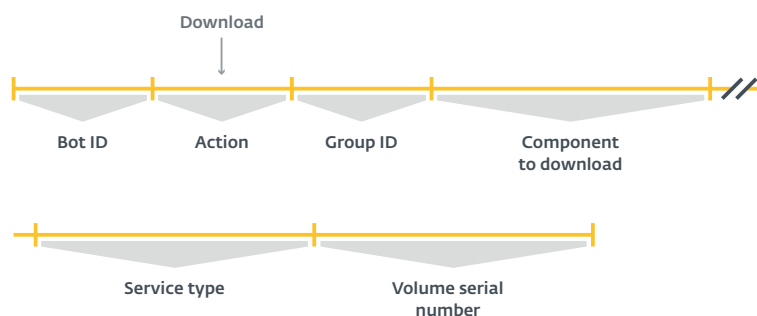 Download
Bot ID
Action
Group ID
Component
to download
Service type
Volume serial
number